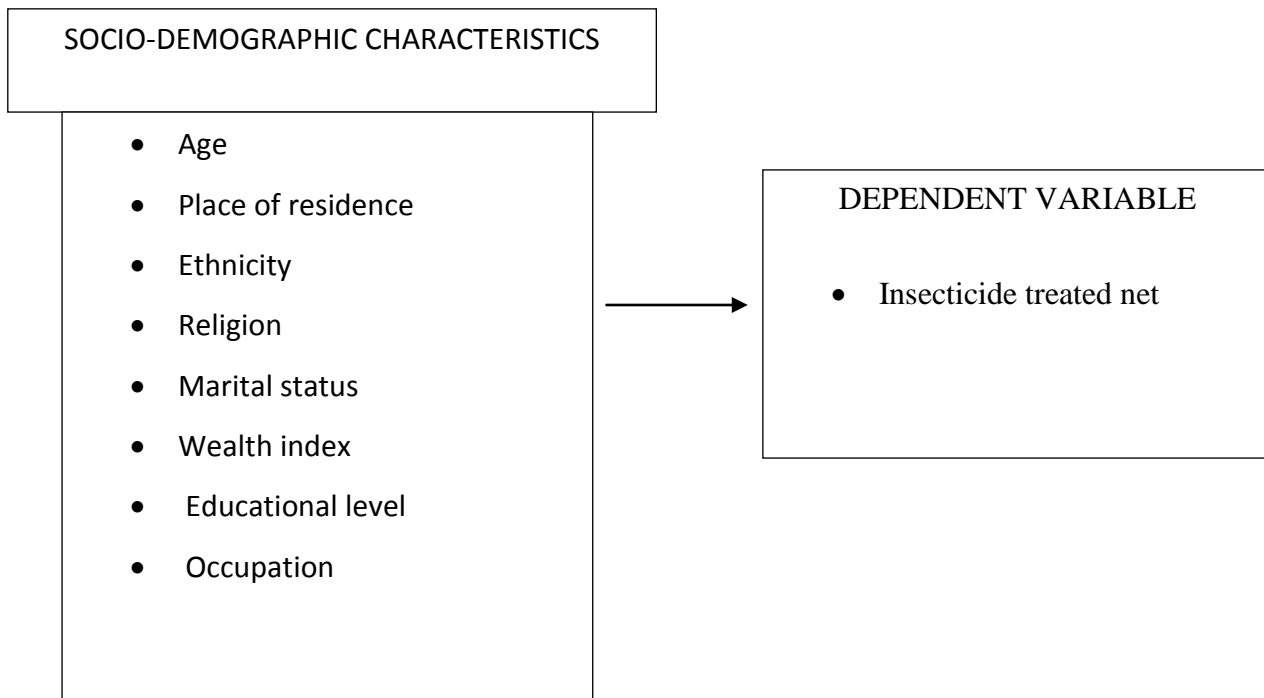 SOCIO-DEMOGRAPHIC CHARACTERISTICS
• Age
• Place of residence
• Ethnicity
• Religion
• Marital status
• Wealth index
• Educational level
• Occupation
DEPENDENT VARIABLE
• Insecticide treated net